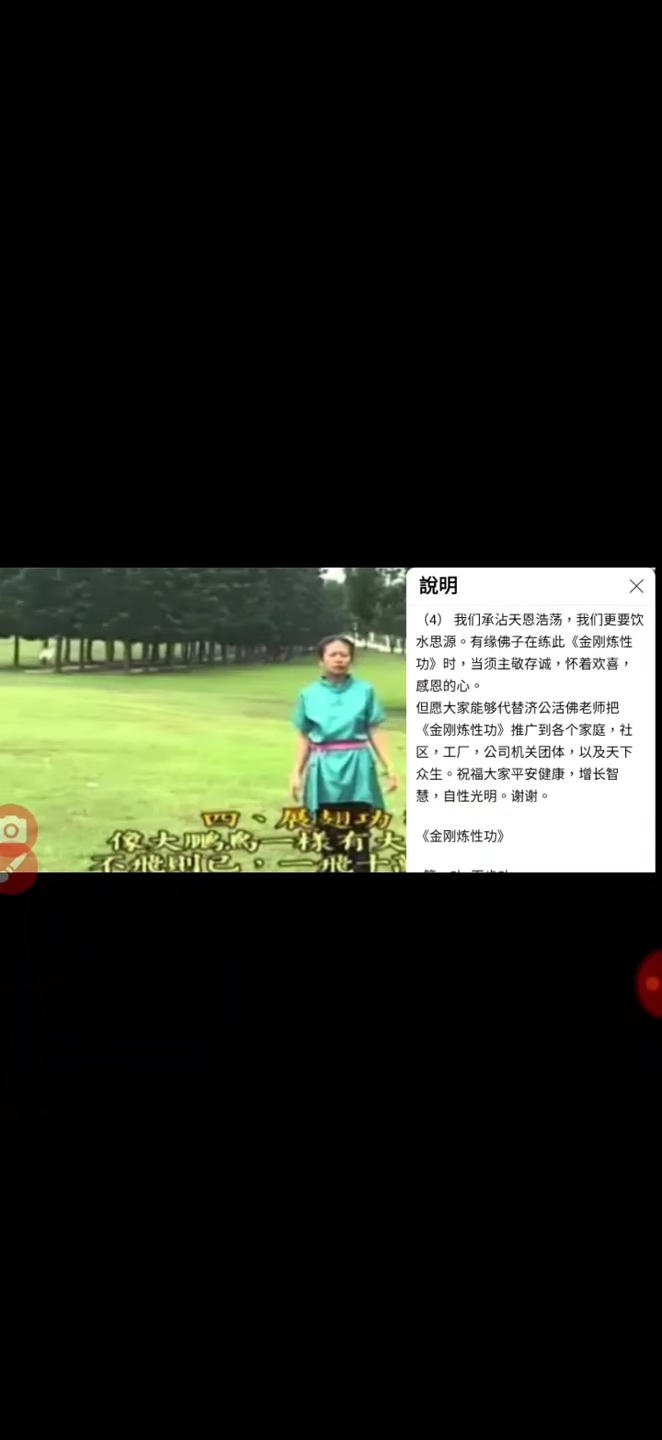 說明
（4） 我们承沾天恩浩荡，我们更要饮
水思源。有缘佛子在练此《金刚炼性
功》时，当须主敬存诚，怀着欢喜，
感恩的心。
但愿大家能够代替济公活佛老师把
《金刚炼性功》推广到各个家庭，社
区，工厂，公司机关团体，以及天下
众生。祝福大家平安健康，增长智
慧，自性光明。谢谢。
《金刚炼性功》
四、展翅功
像大鵬鳥一樣有大
不飛則已，一飛十